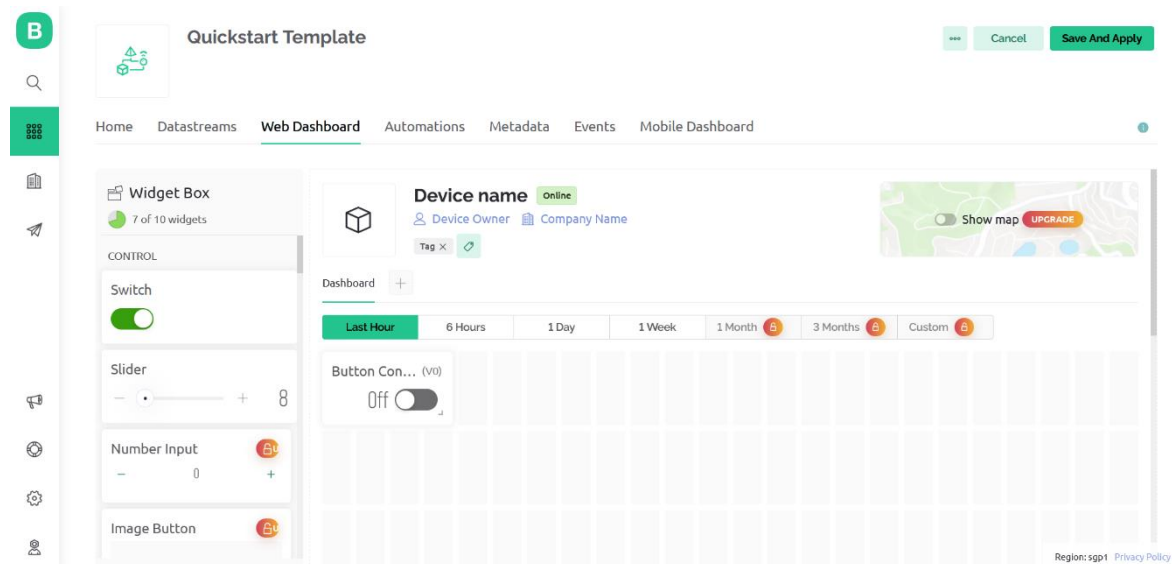 B
Quickstart Template
Cancel
Save And Apply
Home Datastreams Web Dashboard Automations Metadata Events Mobile Dashboard
Widget Box
7 of 10 widgets
CONTROL
Switch
Slider
8
Number Input
0
Image Button
Device name Online
Device Owner Company Name
Tag
Show map UPGRADE
Dashboard
Last Hour 6 Hours 1 Day 1 Week 1 Month 3 Months Custom
Button Con... (V0)
Off
Region: sgp1 Privacy Policy